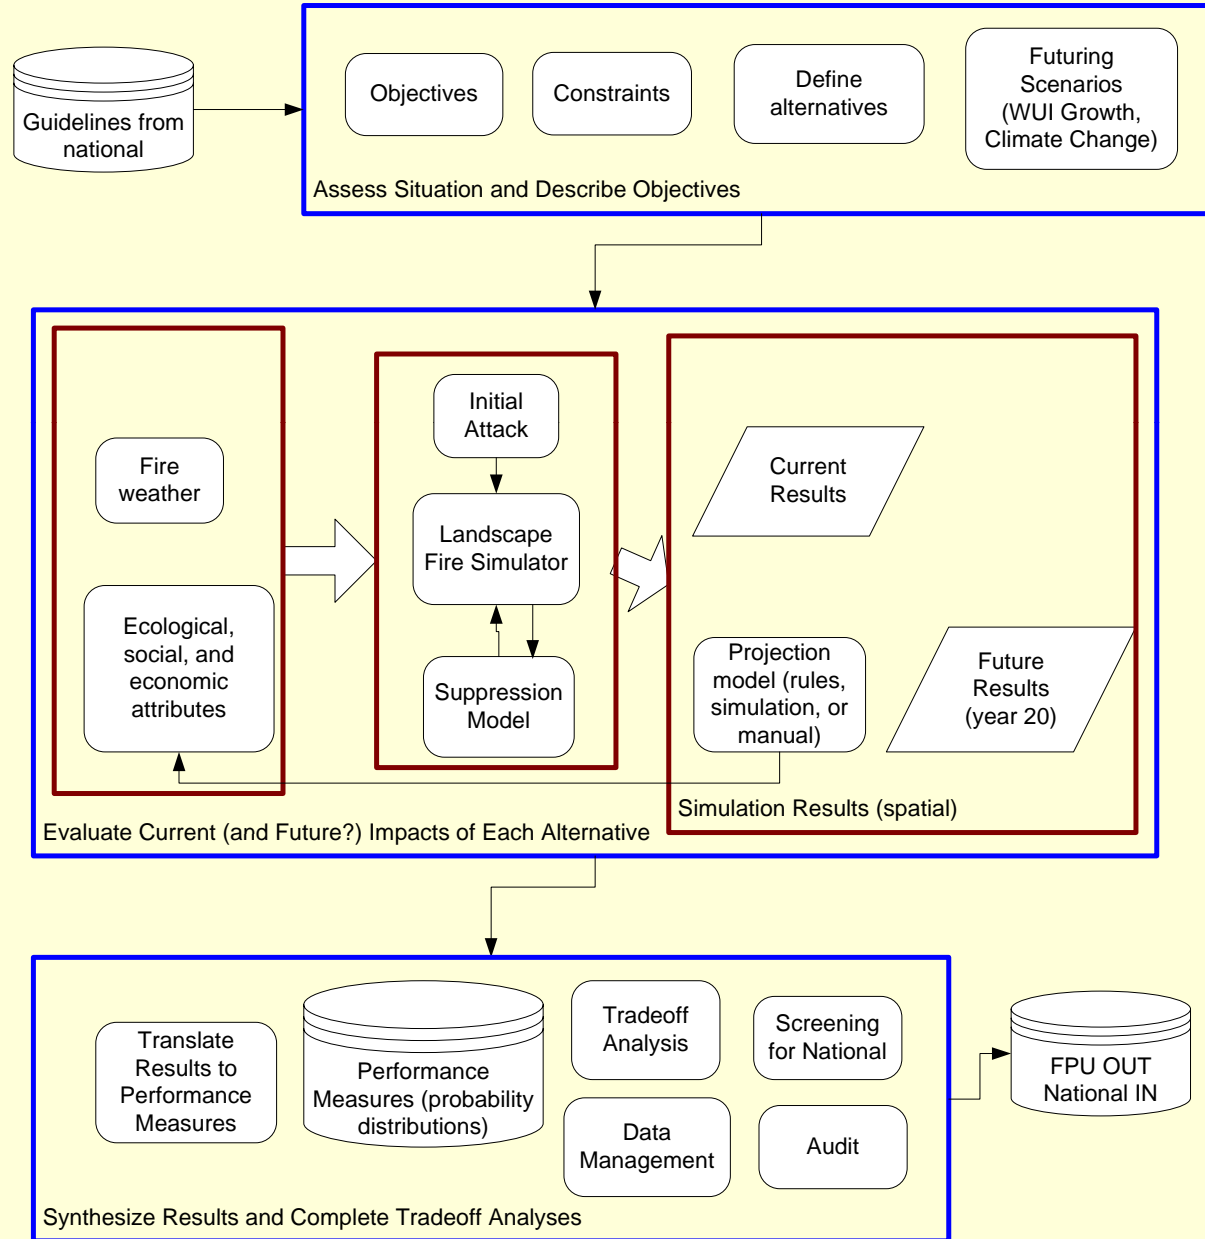 Guidelines from
national
Objectives
Constraints
Define
alternatives
Futuring
Scenarios
(WUI Growth,
Climate Change)
Assess Situation and Describe Objectives
Fire
weather
Ecological,
social, and
economic
attributes
Initial
Attack
Landscape
Fire Simulator
Suppression
Model
Current
Results
Projection
model (rules,
simulation, or
manual)
Future
Results
(year 20)
Simulation Results (spatial)
Evaluate Current (and Future?) Impacts of Each Alternative
Translate
Results to
Performance
Measures
Performance
Measures (probability
distributions)
Tradeoff
Analysis
Screening
for National
Data
Management
Audit
Synthesize Results and Complete Tradeoff Analyses
FPU OUT
National IN